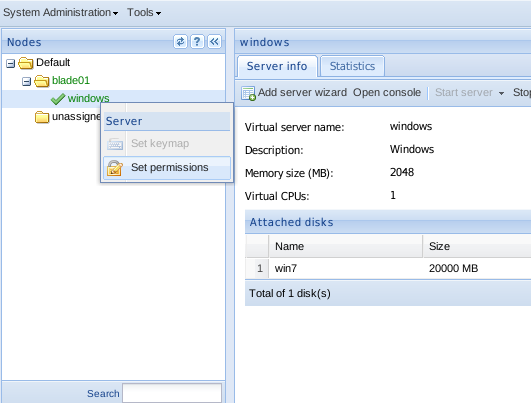 System Administration Tools
Nodes
windows
Default
blade01
windows
Server
Set keymap
Set permissions
Search
Server info Statistics
Add server wizard Open console Start server
Virtual server name: windows
Description: Windows
Memory size (MB): 2048
Virtual CPUs: 1
Attached disks
Name Size
1 win7 20000 MB
Total of 1 disk(s)